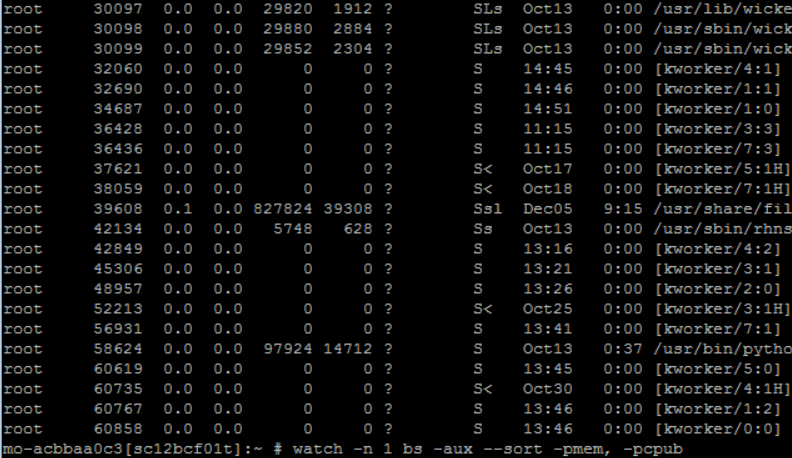 root 30097 0.0 0.0 29820 1912 ? SLs Oct13 0:00 /usr/lib/wicke
root 30098 0.0 0.0 29880 2884 ? SLs Oct13 0:00 /usr/sbin/wick
root 30099 0.0 0.0 29852 2304 ? SLs Oct13 0:00 /usr/sbin/wick
root 32060 0.0 0.0 0 0 ? S 14:45 0:00 [kworker/4:1]
root 32690 0.0 0.0 0 0 ? S 14:46 0:00 [kworker/1:1]
root 34687 0.0 0.0 0 0 ? S 14:51 0:00 [kworker/1:0]
root 36428 0.0 0.0 0 0 ? S 11:15 0:00 [kworker/3:3]
root 36436 0.0 0.0 0 0 ? S 11:15 0:00 [kworker/7:3]
root 37621 0.0 0.0 0 0 ? S< Oct17 0:00 [kworker/5:1H]
root 38059 0.0 0.0 0 0 ? S< Oct18 0:00 [kworker/7:1H]
root 39608 0.1 0.0 827824 39308 ? Ssl Dec05 9:15 /usr/share/fil
root 42134 0.0 0.0 5748 628 ? Ss Oct13 0:00 /usr/sbin/rhns
root 42849 0.0 0.0 0 0 ? S 13:16 0:00 [kworker/4:2]
root 45306 0.0 0.0 0 0 ? S 13:21 0:00 [kworker/3:1]
root 48957 0.0 0.0 0 0 ? S 13:26 0:00 [kworker/2:0]
root 52213 0.0 0.0 0 0 ? S< Oct25 0:00 [kworker/3:1H]
root 56931 0.0 0.0 0 0 ? S 13:41 0:00 [kworker/7:1]
root 58624 0.0 0.0 97924 14712 ? S Oct13 0:37 /usr/bin/pytho
root 60619 0.0 0.0 0 0 ? S 13:45 0:00 [kworker/5:0]
root 60735 0.0 0.0 0 0 ? S< Oct30 0:00 [kworker/4:1H]
root 60767 0.0 0.0 0 0 ? S 13:46 0:00 [kworker/1:2]
root 60858 0.0 0.0 0 0 ? S 13:46 0:00 [kworker/0:0]
mo-acbbaa0c3[sc12bcf01t]:~ # watch -n 1 bs -aux --sort -pmem, -pcpub